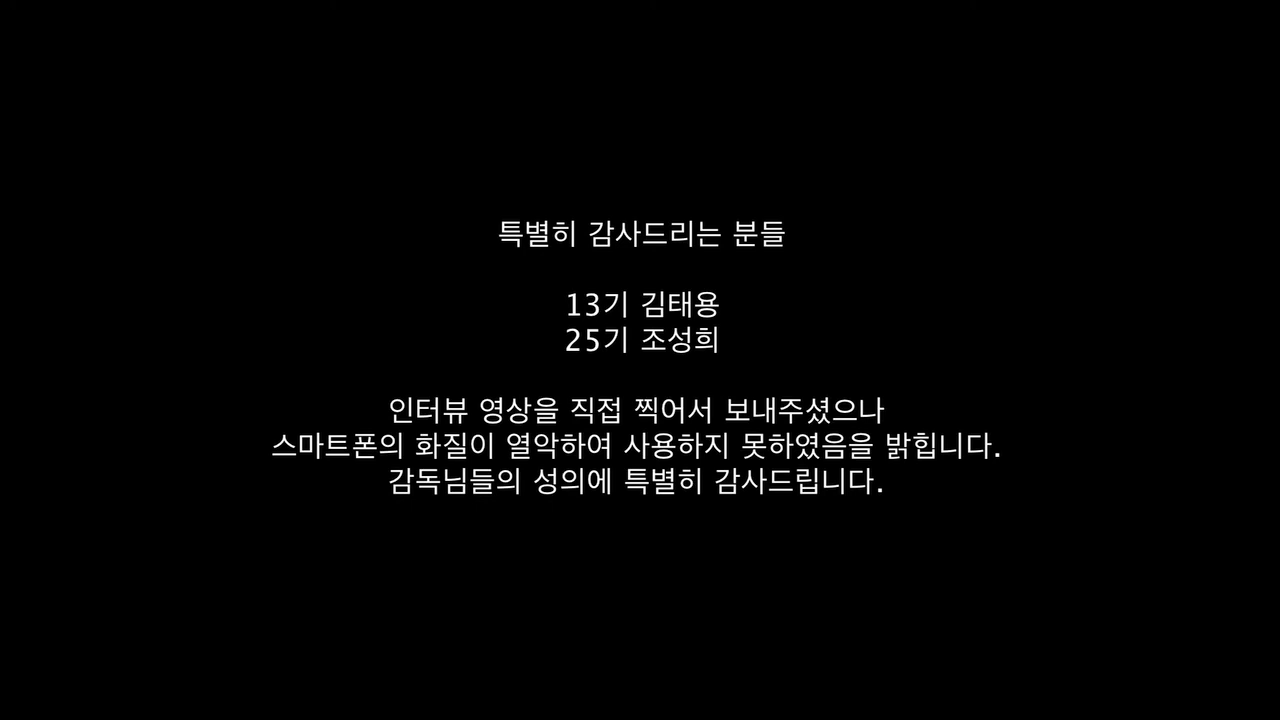 특별히 감사드리는 분들
13기 김태용
25기 조성희
인터뷰 영상을 직접 찍어서 보내주셨으나
스마트폰의 화질이 열악하여 사용하지 못하였음을 밝힙니다.
감독님들의 성의에 특별히 감사드립니다.